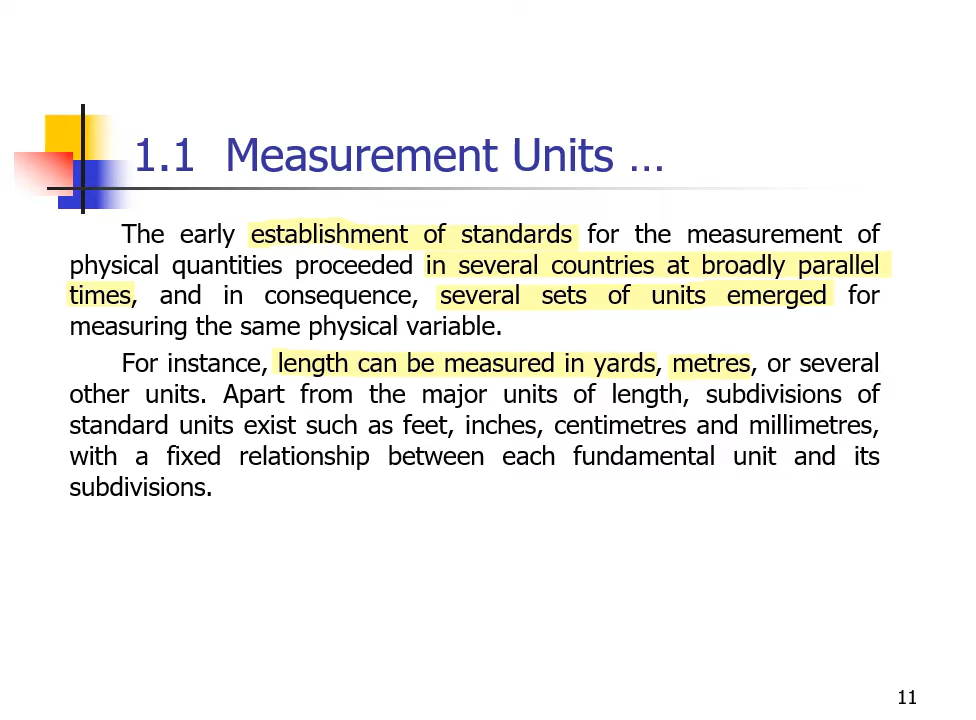 1.1 Measurement Units ...
The early establishment of standards for the measurement of
physical quantities proceeded in several countries at broadly parallel
times, and in consequence, several sets of units emerged for
measuring the same physical variable.
For instance, length can be measured in yards, metres, or several
other units. Apart from the major units of length, subdivisions of
standard units exist such as feet, inches, centimetres and millimetres,
with a fixed relationship between each fundamental unit and its
subdivisions.
11